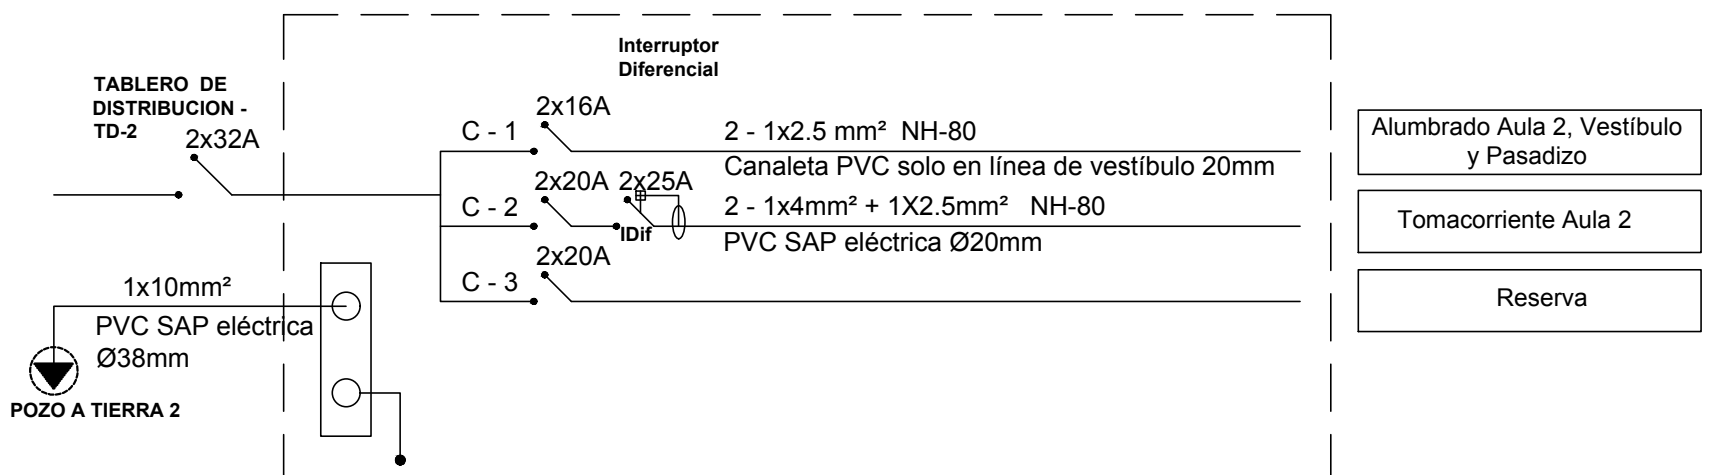 Interruptor
Diferencial
TABLERO DE
DISTRIBUCION -
TD-2
2x32A
C - 1
2x16A
2 - 1x2.5 mm² NH-80
Canaleta PVC solo en línea de vestíbulo 20mm
Alumbrado Aula 2, Vestíbulo
y Pasadizo
C - 2
2x20A
2x25A
IDif
2 - 1x4mm² + 1X2.5mm² NH-80
PVC SAP eléctrica Ø20mm
Tomacorriente Aula 2
C - 3
2x20A
Reserva
1x10mm²
PVC SAP eléctrica
Ø38mm
POZO A TIERRA 2